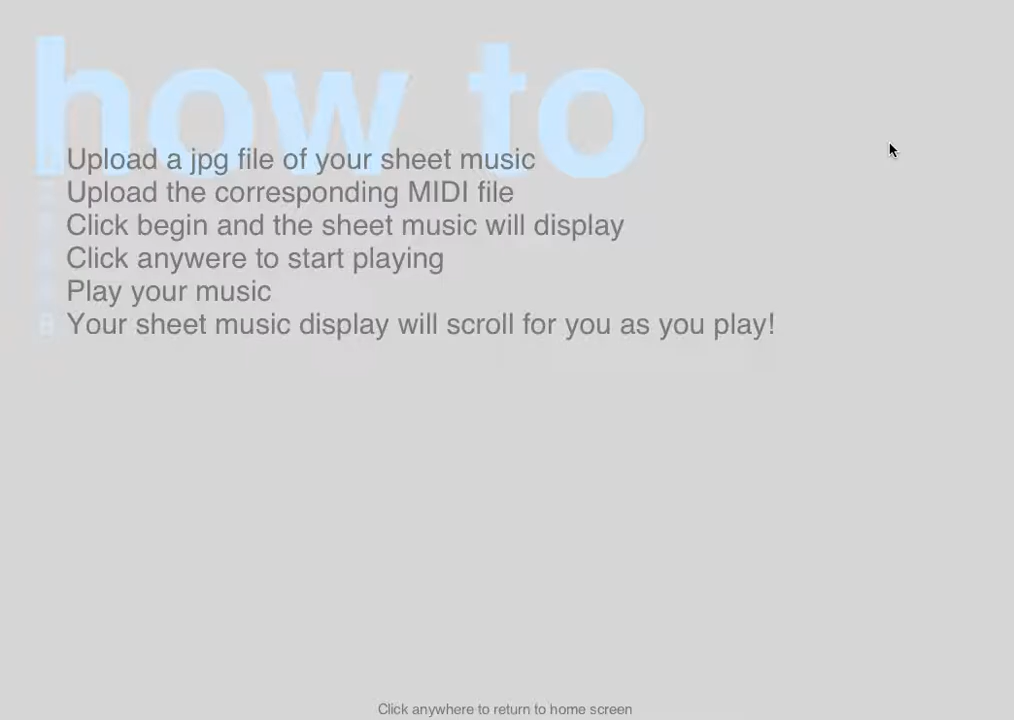 how to
Upload a jpg file of your sheet music
Upload the corresponding MIDI file
Click begin and the sheet music will display
Click anywere to start playing
Play your music
Your sheet music display will scroll for you as you play!
Click anywhere to return to home screen